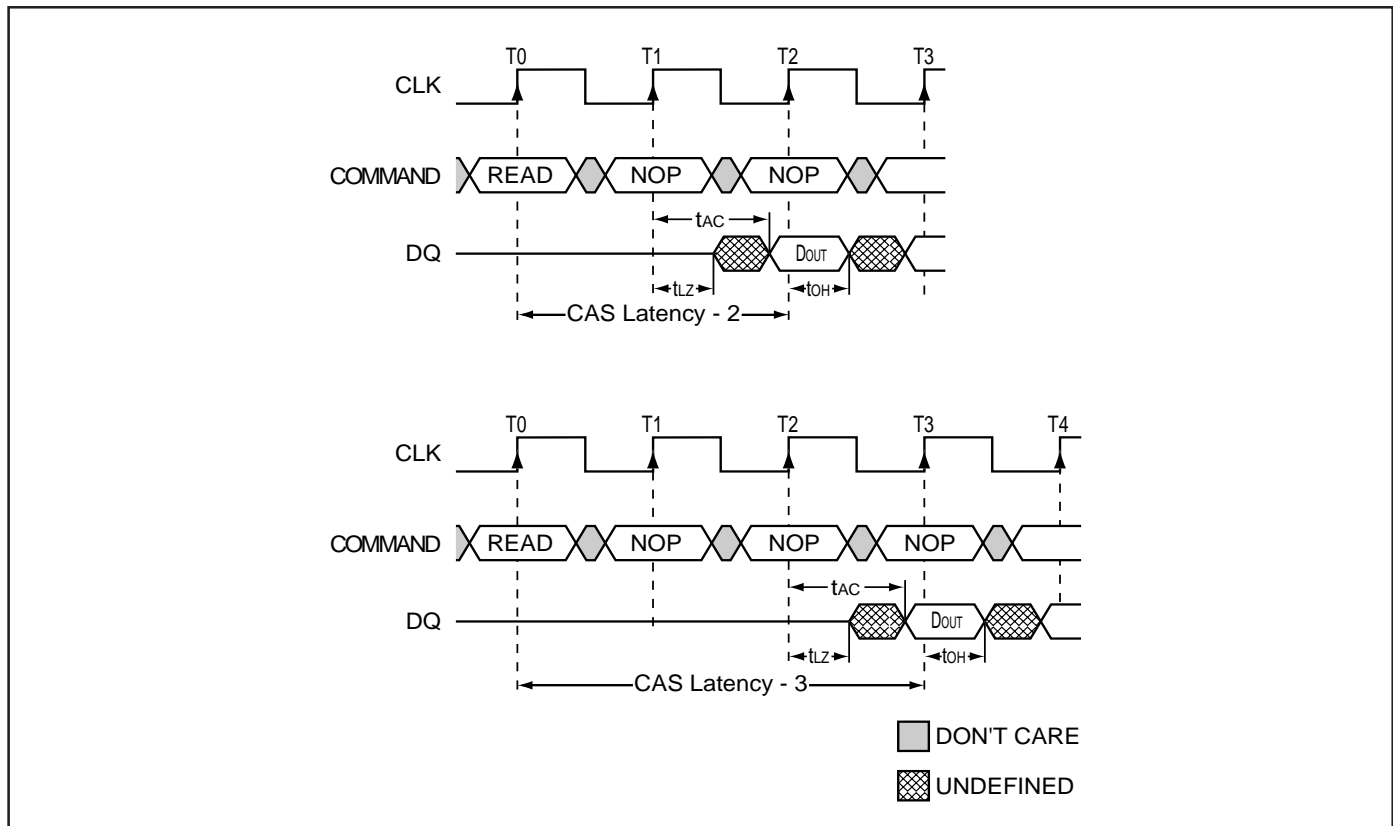 T0 T1 T2 T3
CLK
COMMAND READ NOP NOP
tAC
DQ DOUT
tLZ tOH
CAS Latency - 2
T0 T1 T2 T3 T4
CLK
COMMAND READ NOP NOP NOP
tAC
DQ DOUT
tLZ tOH
CAS Latency - 3
DON'T CARE
UNDEFINED